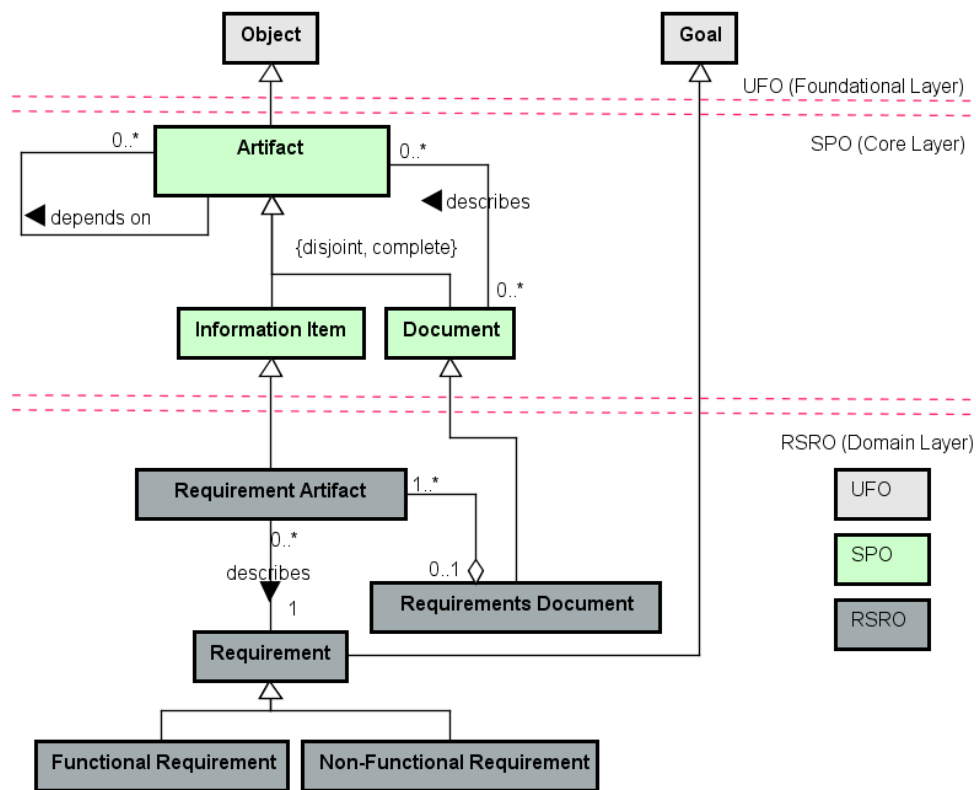 Object
Goal
UFO (Foundational Layer)
0..*
Artifact
0..*
SPO (Core Layer)
describes
depends on
{disjoint, complete}
0..*
Information Item
Document
RSRO (Domain Layer)
Requirement Artifact
1..*
UFO
0..*
SPO
describes
0..1
Requirements Document
RSRO
1
Requirement
Functional Requirement
Non-Functional Requirement